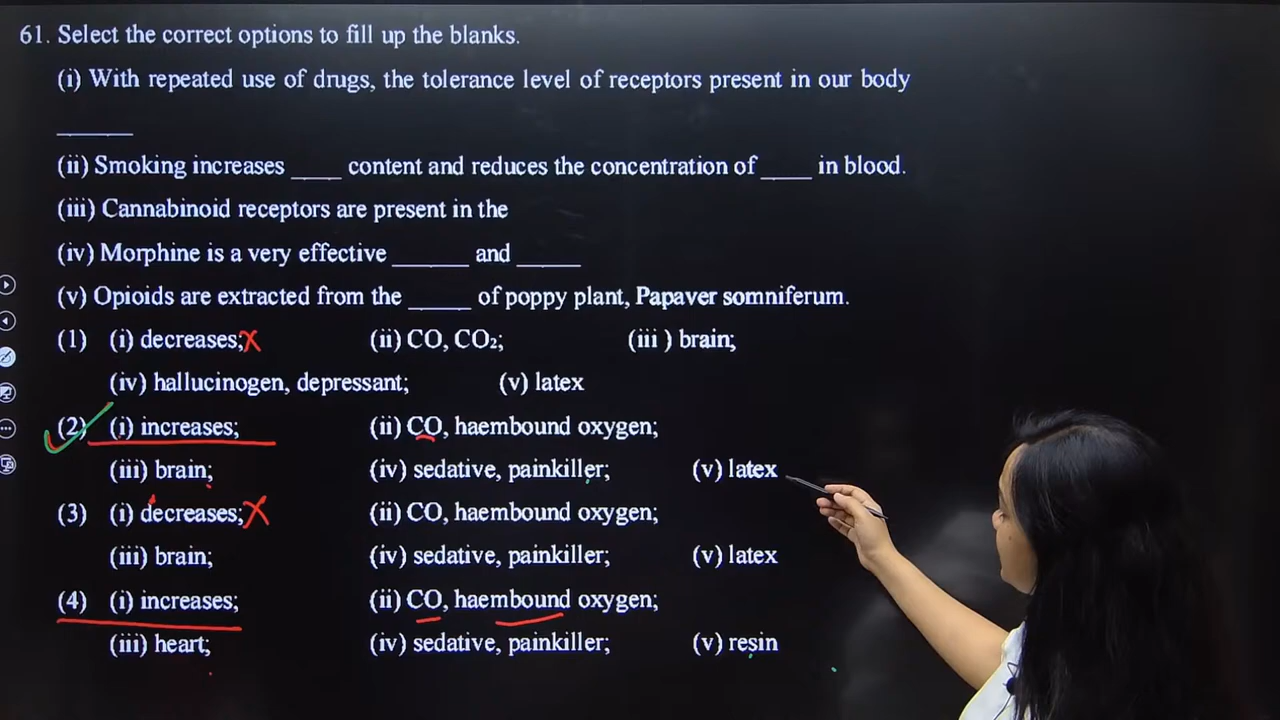 61. Select the correct options to fill up the blanks.
(i) With repeated use of drugs, the tolerance level of receptors present in our body
______
(ii) Smoking increases ____ content and reduces the concentration of ____ in blood.
(iii) Cannabinoid receptors are present in the
(iv) Morphine is a very effective ______ and _____
(v) Opioids are extracted from the _____ of poppy plant, Papaver somniferum.
(1) (i) decreases; (ii) CO, CO₂; (iii ) brain;
(iv) hallucinogen, depressant; (v) latex
(2) (i) increases; (ii) CO, haembound oxygen;
(iii) brain; (iv) sedative, painkiller; (v) latex
(3) (i) decreases; (ii) CO, haembound oxygen;
(iii) brain; (iv) sedative, painkiller; (v) latex
(4) (i) increases; (ii) CO, haembound oxygen;
(iii) heart; (iv) sedative, painkiller; (v) resin